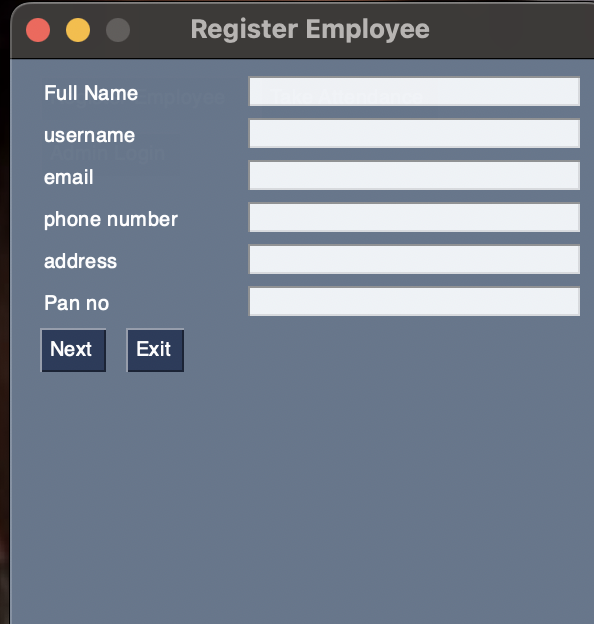 Register Employee
Full Name
username
email
phone number
address
Pan no
Next Exit